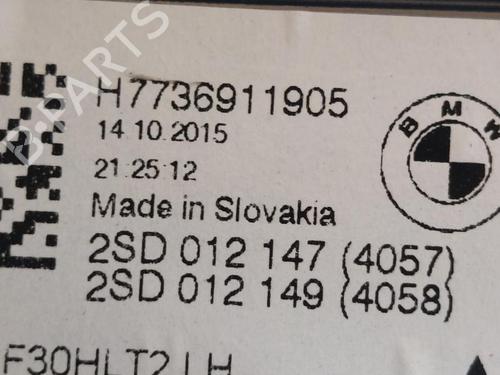 B-PARTS
H7736911905
14.10.2015
BMW
21:25:12
Made in Slovakia
2SD 012 147 (4057)
2SD 012 149 (4058)
F30HLT2 LH